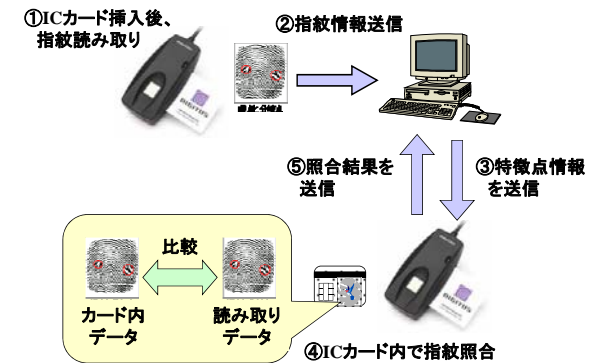 ①ICカード挿入後、
指紋読み取り
②指紋情報送信
DIGITUS
⑤照合結果を
送信
③特徴点情報
を送信
比較
カード内
データ
読み取り
データ
DIGITUS
④ICカード内で指紋照合